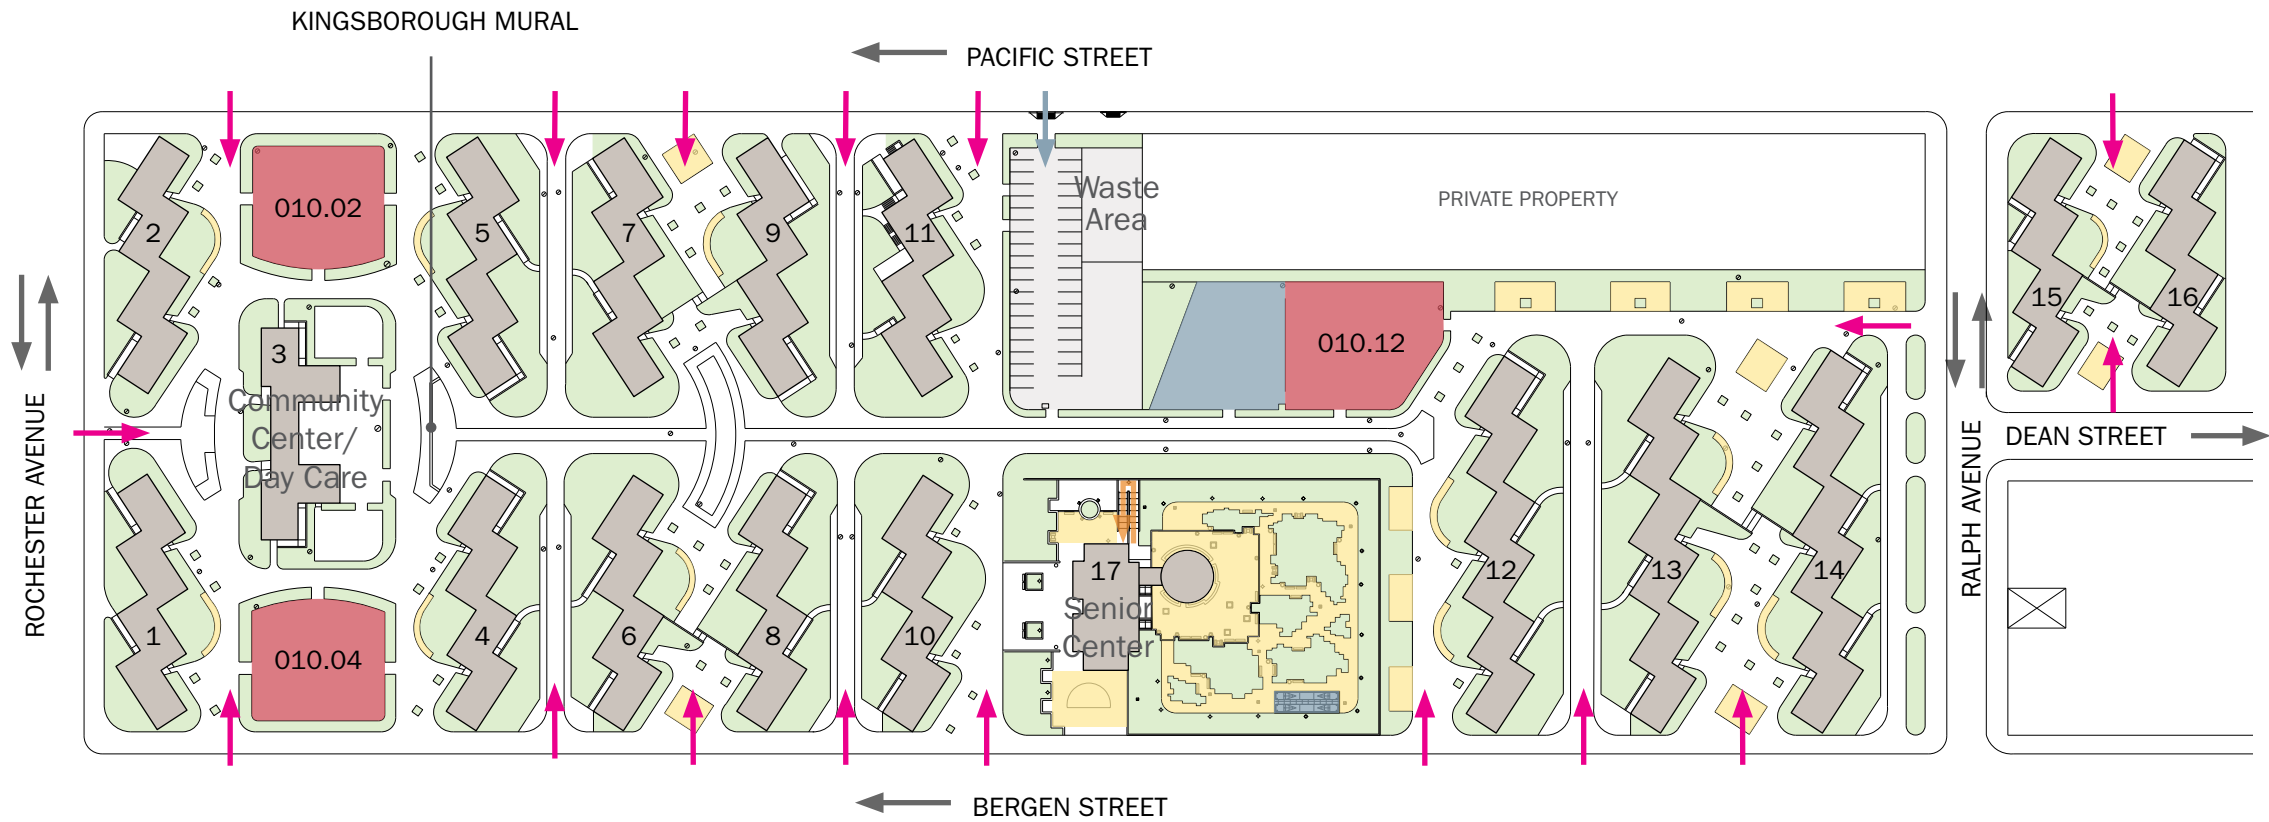 KINGSBOROUGH MURAL
PACIFIC STREET
Waste
Area
PRIVATE PROPERTY
010.02
2
5
7
9
11
15
16
3
010.12
Community
Center/
Day Care
ROCHESTER AVENUE
RALPH AVENUE
DEAN STREET
17
Senior
Center
12
13
14
1
010.04
4
6
8
10
BERGEN STREET